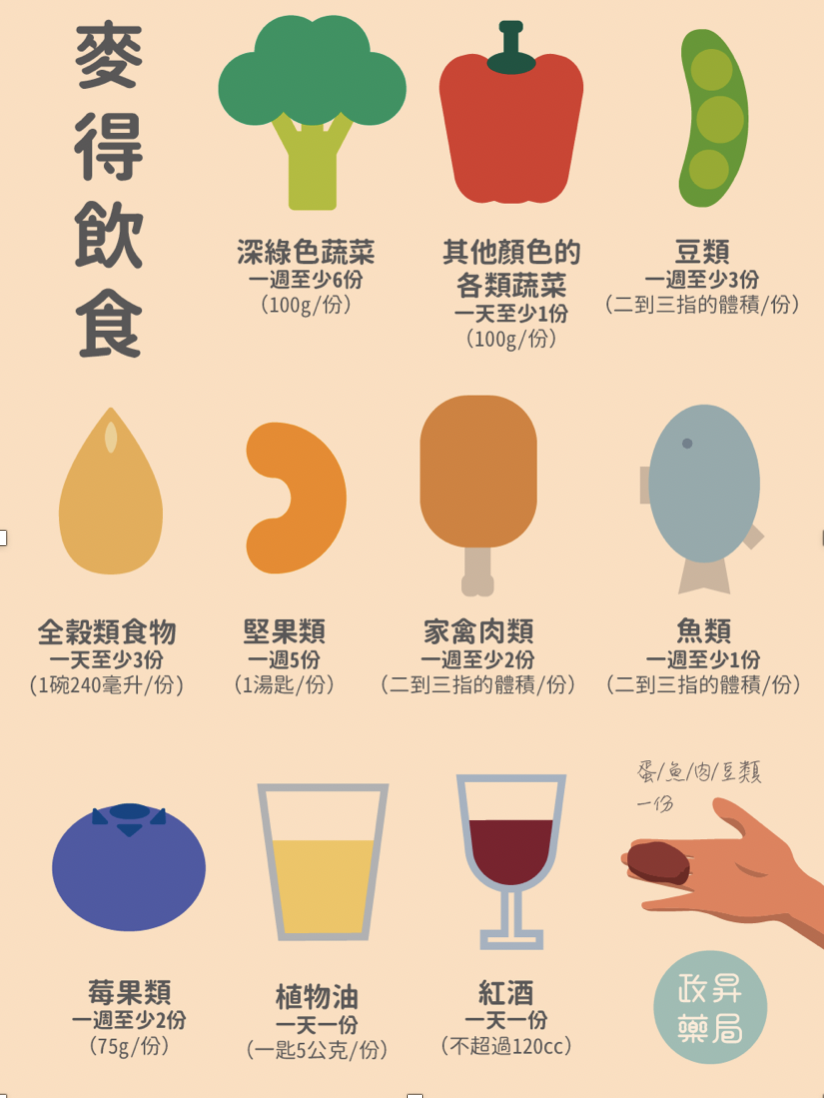 麥得飲食
深綠色蔬菜
一週至少6份
（100g/份）
其他顏色的
各類蔬菜
一天至少1份
（100g/份）
豆類
一週至少3份
（二到三指的體積/份）
全穀類食物
一天至少3份
(1碗240毫升/份)
堅果類
一週5份
（1湯匙/份）
家禽肉類
一週至少2份
（二到三指的體積/份）
魚類
一週至少1份
（二到三指的體積/份）
莓果類
一週至少2份
（75g/份）
植物油
一天一份
（一匙5公克/份）
紅酒
一天一份
（不超過120cc）
蛋/魚/肉/豆類
一份
政昇
藥局